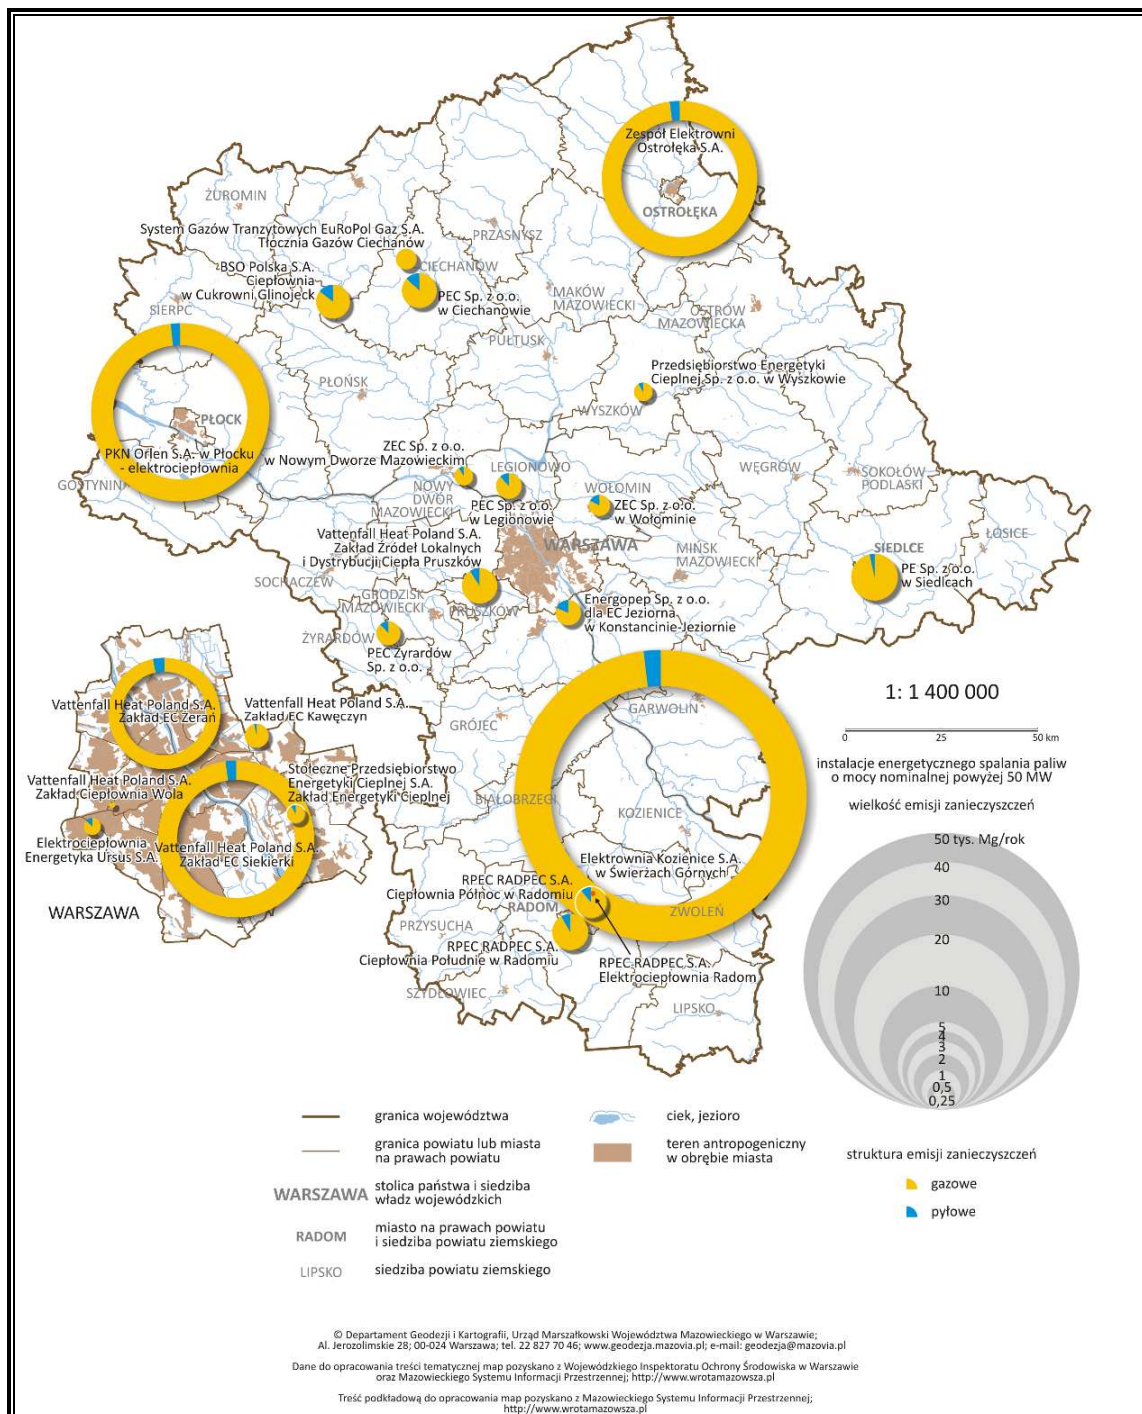 Zespół Elektrowni
Ostrołęka S.A.
OSTROŁĘKA
ŻUROMIN
System Gazów Tranzytowych EuRoPol Gaz S.A.
Tłocznia Gazów Ciechanów
PRZASNYSZ
CIECHANÓW
BSO Polska S.A.
Ciepłownia
w Cukrowni Glinojeck
PEC Sp. z o.o.
w Ciechanowie
MAKÓW
MAZOWIECKI
SIERPC
OSTRÓW
MAZOWIECKA
PUŁTUSK
Przedsiębiorstwo Energetyki
Cieplnej Sp. z o.o. w Wyszkowie
PŁOŃSK
WYSZKÓW
PŁOCK
PKN Orlen S.A. w Płocku
- elektrociepłownia
ZEC Sp. z o.o.
w Nowym Dworze Mazowieckim
LEGIONOWO
WĘGRÓW
SOKOŁÓW
PODLASKI
GOSTYNIN
NOWY
DWÓR
MAZOWIECKI
WOŁOMIN
PEC Sp. z o.o.
w Legionowie
ZEC Sp. z o.o.
w Wołominie
Vattenfall Heat Poland S.A.
Zakład Źródeł Lokalnych
i Dystrybucji Ciepła Pruszków
WARSZAWA
MIŃSK
MAZOWIECKI
SIEDLCE
ŁOSICE
PE Sp. z o.o.
w Siedlcach
SOCHACZEW
GRODZISK
MAZOWIECKI
PRUSZKÓW
Energopep Sp. z o.o.
dla EC Jeziorna
w Konstancinie-Jeziornie
ŻYRARDÓW
PEC Żyrardów
Sp. z o.o.
1: 1 400 000
0 25 50 km
instalacje energetycznego spalania paliw
o mocy nominalnej powyżej 50 MW
wielkość emisji zanieczyszczeń
50 tys. Mg/rok
40
30
20
10
5
4
3
2
1
0,5
0,25
struktura emisji zanieczyszczeń
gazowe
pyłowe
Vattenfall Heat Poland S.A.
Zakład EC Żerań
Vattenfall Heat Poland S.A.
Zakład EC Kawęczyn
Vattenfall Heat Poland S.A.
Zakład Ciepłownia Wola
Stołeczne Przedsiębiorstwo
Energetyki Cieplnej S.A.
Zakład Energetyki Cieplnej
Elektrociepłownia
Energetyka Ursus S.A.
Vattenfall Heat Poland S.A.
Zakład EC Siekierki
WARSZAWA
GARWOLIN
GRÓJEC
BIAŁOBRZEGI
KOZIENICE
Elektrownia Kozienice S.A.
w Świerżach Górnych
RPEC RADPEC S.A.
Ciepłownia Północ w Radomiu
RADOM
ZWOLEŃ
PRZYSUCHA
RPEC RADPEC S.A.
Ciepłownia Południe w Radomiu
RPEC RADPEC S.A.
Elektrociepłownia Radom
SZYDŁOWIEC
LIPSKO
granica województwa
granica powiatu lub miasta
na prawach powiatu
WARSZAWA
stolica państwa i siedziba
władz wojewódzkich
RADOM
miasto na prawach powiatu
i siedziba powiatu ziemskiego
LIPSKO
siedziba powiatu ziemskiego
ciek, jezioro
teren antropogeniczny
w obrębie miasta
© Departament Geodezji i Kartografii, Urząd Marszałkowski Województwa Mazowieckiego w Warszawie;
Al. Jerozolimskie 28; 00-024 Warszawa; tel. 22 827 70 46; www.geodezja.mazovia.pl; e-mail: geodezja@mazovia.pl
Dane do opracowania treści tematycznej map pozyskano z Wojewódzkiego Inspektoratu Ochrony Środowiska w Warszawie
oraz Mazowieckiego Systemu Informacji Przestrzennej; http://www.wrotamazowsza.pl
Treść podkładową do opracowania map pozyskano z Mazowieckiego Systemu Informacji Przestrzennej;
http://www.wrotamazowsza.pl